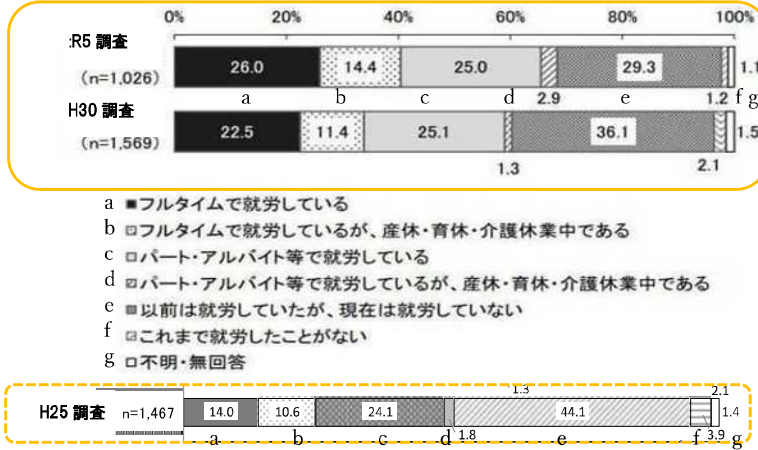 0% 20% 40% 60% 80% 100%
:R5 調査
(n=1,026)
26.0 14.4 25.0 29.3 1.1
a b c d 2.9 e 1.2 f g
H30 調査
(n=1,569)
22.5 11.4 25.1 36.1 1.5
1.3 2.1
a ■フルタイムで就労している
b □フルタイムで就労しているが、産休・育休・介護休業中である
c □パート・アルバイト等で就労している
d □パート・アルバイト等で就労しているが、産休・育休・介護休業中である
e ■以前は就労していたが、現在は就労していない
f □これまで就労したことがない
g □不明・無回答
1.3 2.1
H25 調査 n=1,467 14.0 10.6 24.1 44.1 1.4
a b c d 1.8 e f 3.9 g